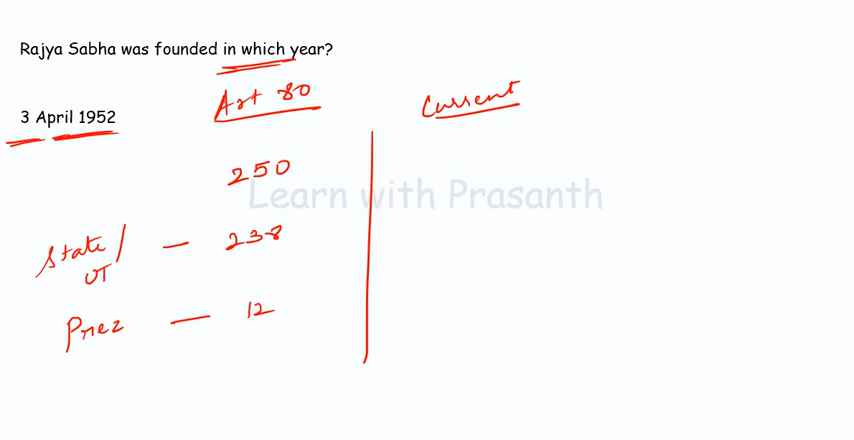 Rajya Sabha was founded in which year?
3 April 1952
Art 80
Current
250
Learn with Prasanth
State/ UT — 238
Prez — 12